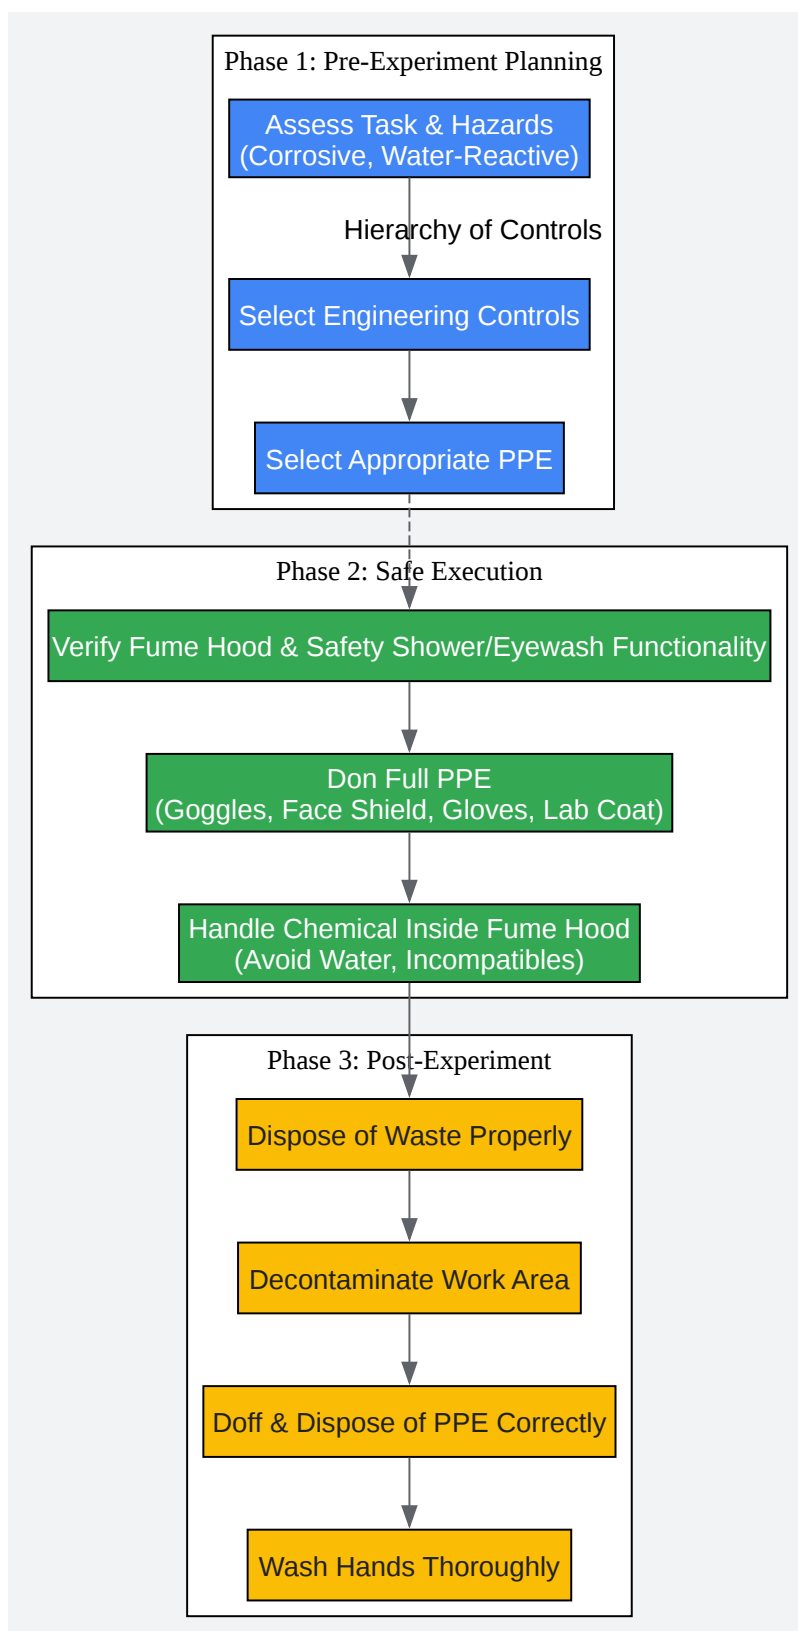 Phase 1: Pre-Experiment Planning
Assess Task & Hazards
(Corrosive, Water-Reactive)
Hierarchy of Controls
Select Engineering Controls
Select Appropriate PPE
Phase 2: Safe Execution
Verify Fume Hood & Safety Shower/Eyewash Functionality
Don Full PPE
(Goggles, Face Shield, Gloves, Lab Coat)
Handle Chemical Inside Fume Hood
(Avoid Water, Incompatibles)
Phase 3: Post-Experiment
Dispose of Waste Properly
Decontaminate Work Area
Doff & Dispose of PPE Correctly
Wash Hands Thoroughly